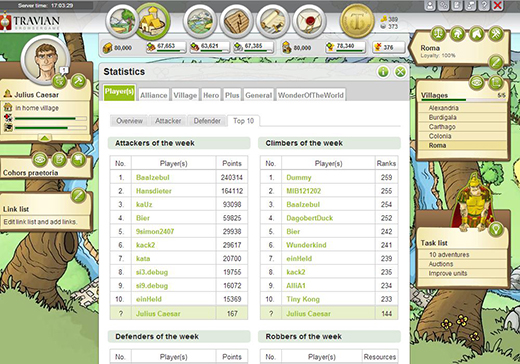 Server time: 17:03:29
TRAVIAN
389
373
80,000
67,653
63,621
67,385
80,000
78,340
376
1
Julius Caesar
in home village
Cohors praetoria
Link list
Edit link list and add links.
Statistics
Player(s)
Alliance
Village
Hero
Plus
General
WonderOfTheWorld
Overview
Attacker
Defender
Top 10
Attackers of the week
No. Player(s) Points
1. Baalzebul 240314
2. Hansdieter 164112
3. kaUz 93098
4. Bier 59825
5. 9simon2407 29938
6. kack2 29617
7. kata 20700
8. si3.debug 19755
9. si9.debug 16072
10. einHeld 15369
? Julius Caesar 167
Climbers of the week
No. Player(s) Ranks
1. Dummy 259
2. MIB121202 255
3. Baalzebul 254
4. DagobertDuck 252
5. Bier 242
6. Wunderkind 241
7. einHeld 239
8. kack2 235
9. AlliA1 234
10. Tiny Kong 233
? Julius Caesar 144
Defenders of the week
No. Player(s) Points
Robbers of the week
No. Player(s) Resources
Roma
Loyalty: 100%
Villages 5/5
Alexandria
Burdigala
Carthago
Colonia
Roma
Task list
10 adventures
Auctions
Improve units